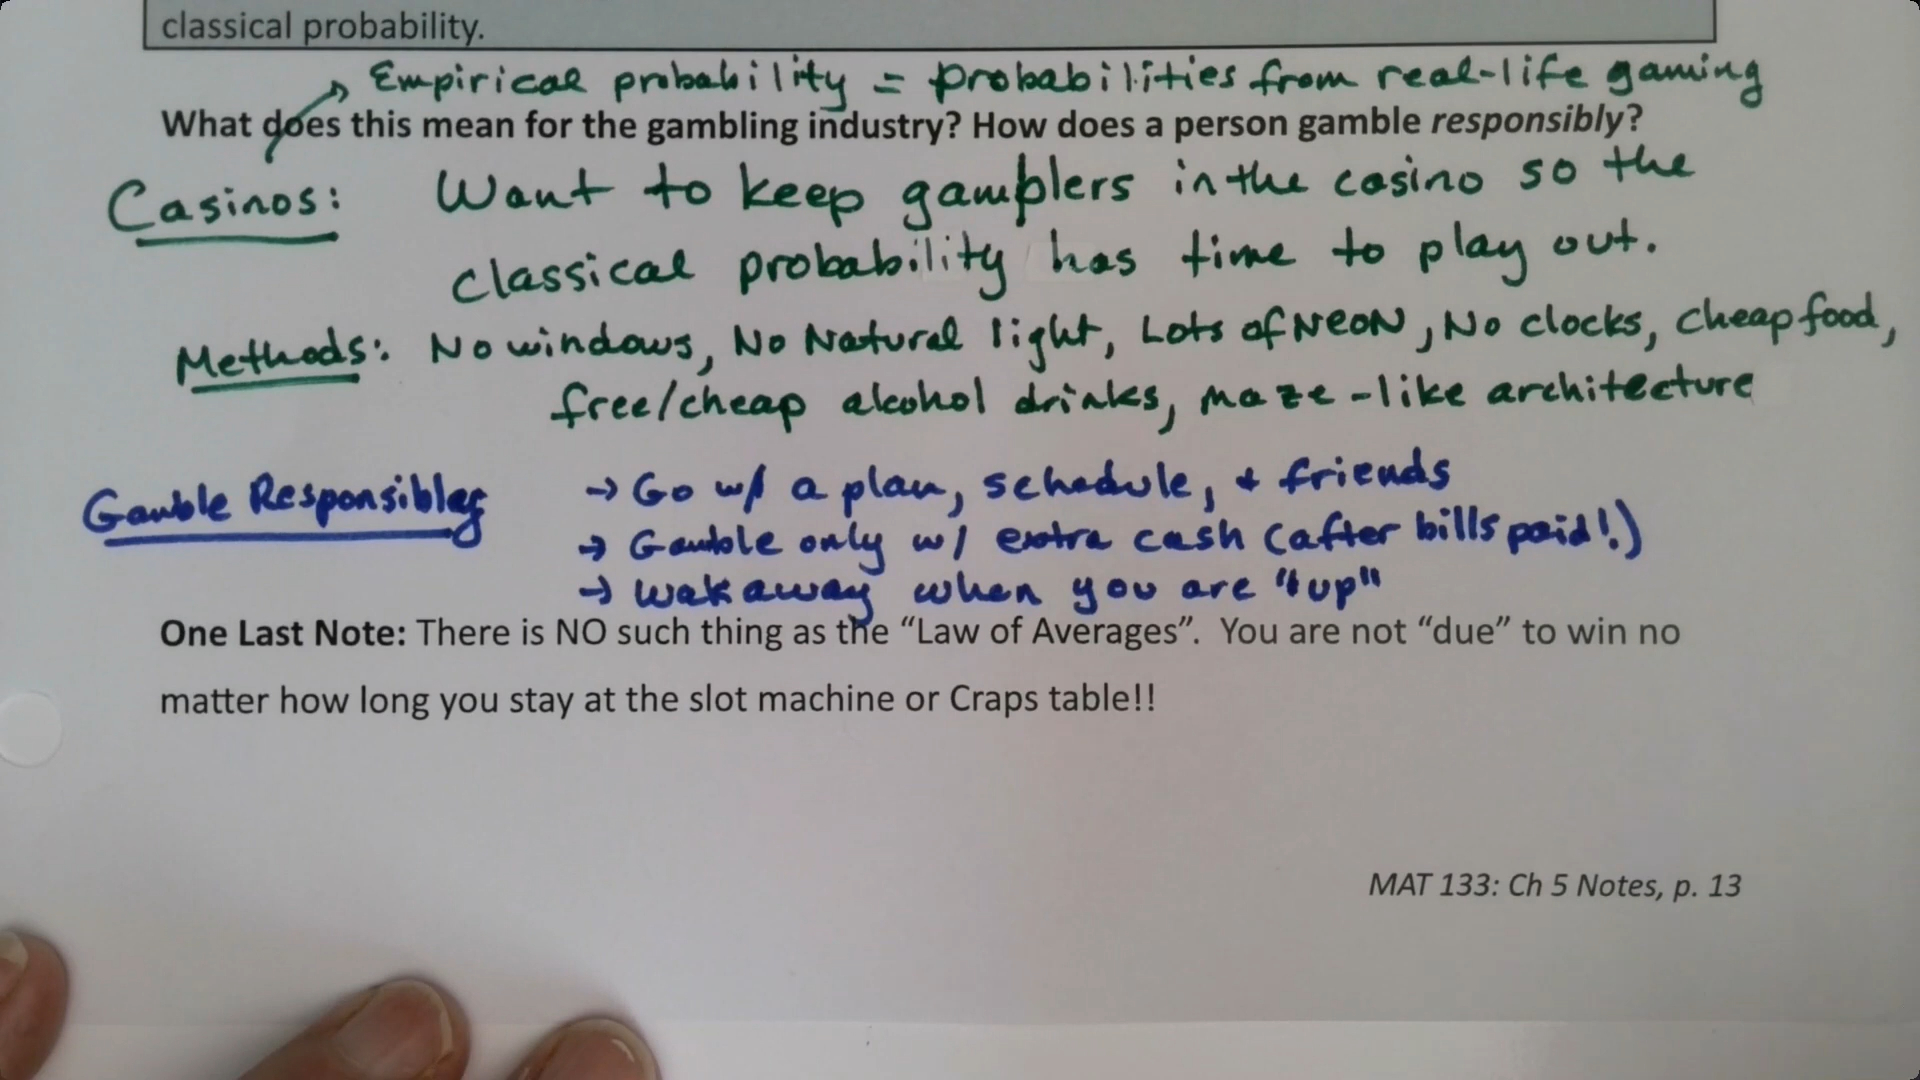 classical probability.
Empirical probability = probabilities from real-life gaming
What does this mean for the gambling industry? How does a person gamble responsibly?
Casinos: Want to keep gamblers in the casino so the
classical probability has time to play out.
Methods: No windows, No Natural light, Lots of NEON, No clocks, cheap food,
free/cheap alcohol drinks, maze-like architecture
Gamble Responsibley → Go w/ a plan, schedule, + friends
→ Gamble only w/ extra cash (after bills paid!)
→ Wak away when you are "up"
One Last Note: There is NO such thing as the “Law of Averages”. You are not “due” to win no
matter how long you stay at the slot machine or Craps table!!
MAT 133: Ch 5 Notes, p. 13